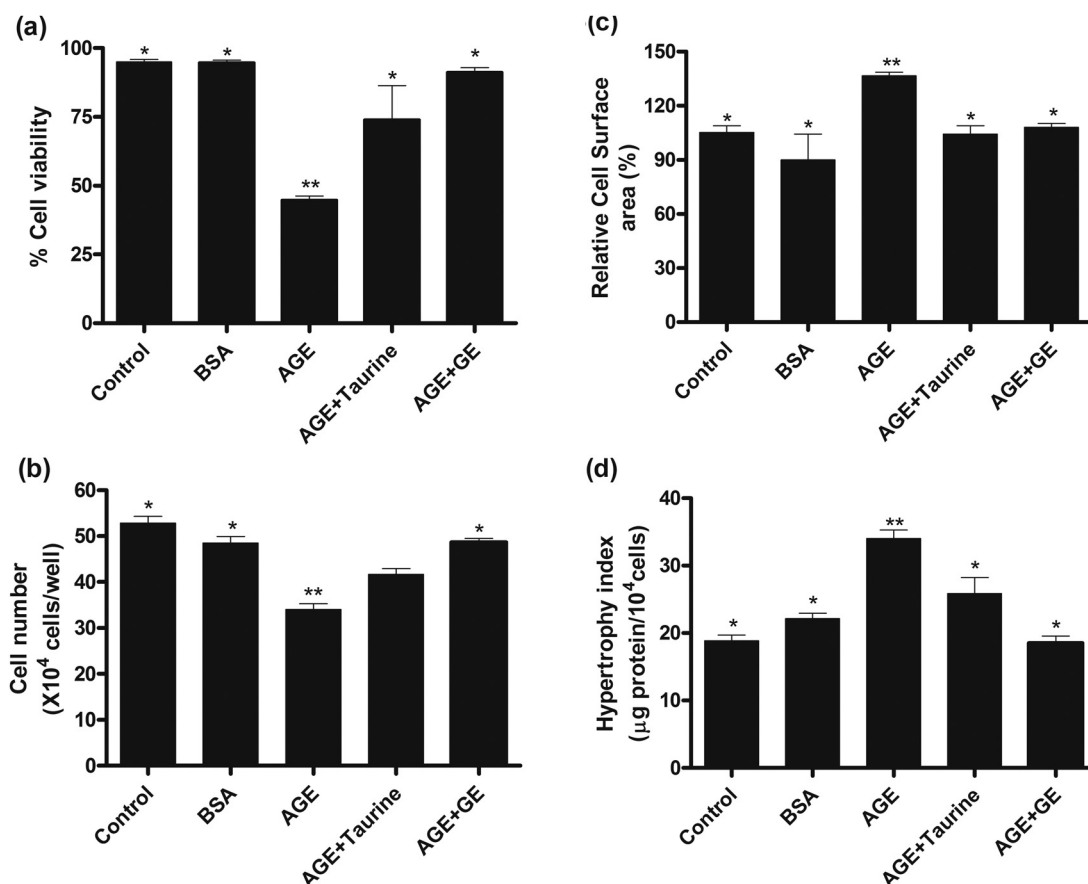 (a)
% Cell viability
100
75
50
25
0
*
*
**
*
*
Control
BSA
AGE
AGE+Taurine
AGE+GE
(c)
Relative Cell Surface
area (%)
150
120
90
60
30
0
*
*
**
*
*
Control
BSA
AGE
AGE+Taurine
AGE+GE
(b)
Cell number
(X10⁴ cells/well)
60
50
40
30
20
10
0
*
*
**
*
Control
BSA
AGE
AGE+Taurine
AGE+GE
(d)
Hypertrophy index
(μg protein/10⁴cells)
40
30
20
10
0
*
*
**
*
*
Control
BSA
AGE
AGE+Taurine
AGE+GE